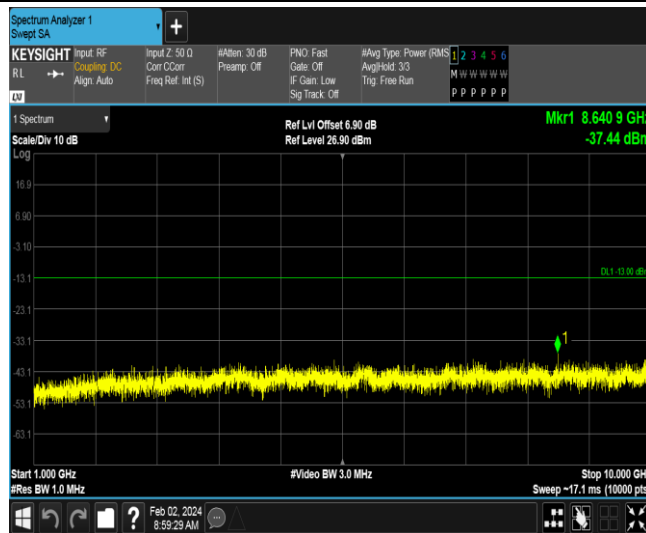 Spectrum Analyzer 1
Swept SA
+
KEYSIGHT
RL
LXI
Input: RF
Coupling: DC
Align: Auto
Input Z: 50 Ω
Corr CCorr
Freq Ref: Int (S)
#Atten: 30 dB
Preamp: Off
PNO: Fast
Gate: Off
IF Gain: Low
Sig Track: Off
#Avg Type: Power (RMS
Avg|Hold: 3/3
Trig: Free Run
1 2 3 4 5 6
M W W W W W
P P P P P P
1 Spectrum
Scale/Div 10 dB
Log
Ref Lvl Offset 6.90 dB
Ref Level 26.90 dBm
Mkr1 8.640 9 GHz
-37.44 dBm
16.9
6.90
-3.10
-13.1
-23.1
-33.1
-43.1
-53.1
-63.1
DL1 -13.00 dBm
1
Start 1.000 GHz
#Res BW 1.0 MHz
#Video BW 3.0 MHz
Stop 10.000 GH
Sweep ~17.1 ms (10000 pts
?
Feb 02, 2024
8:59:29 AM